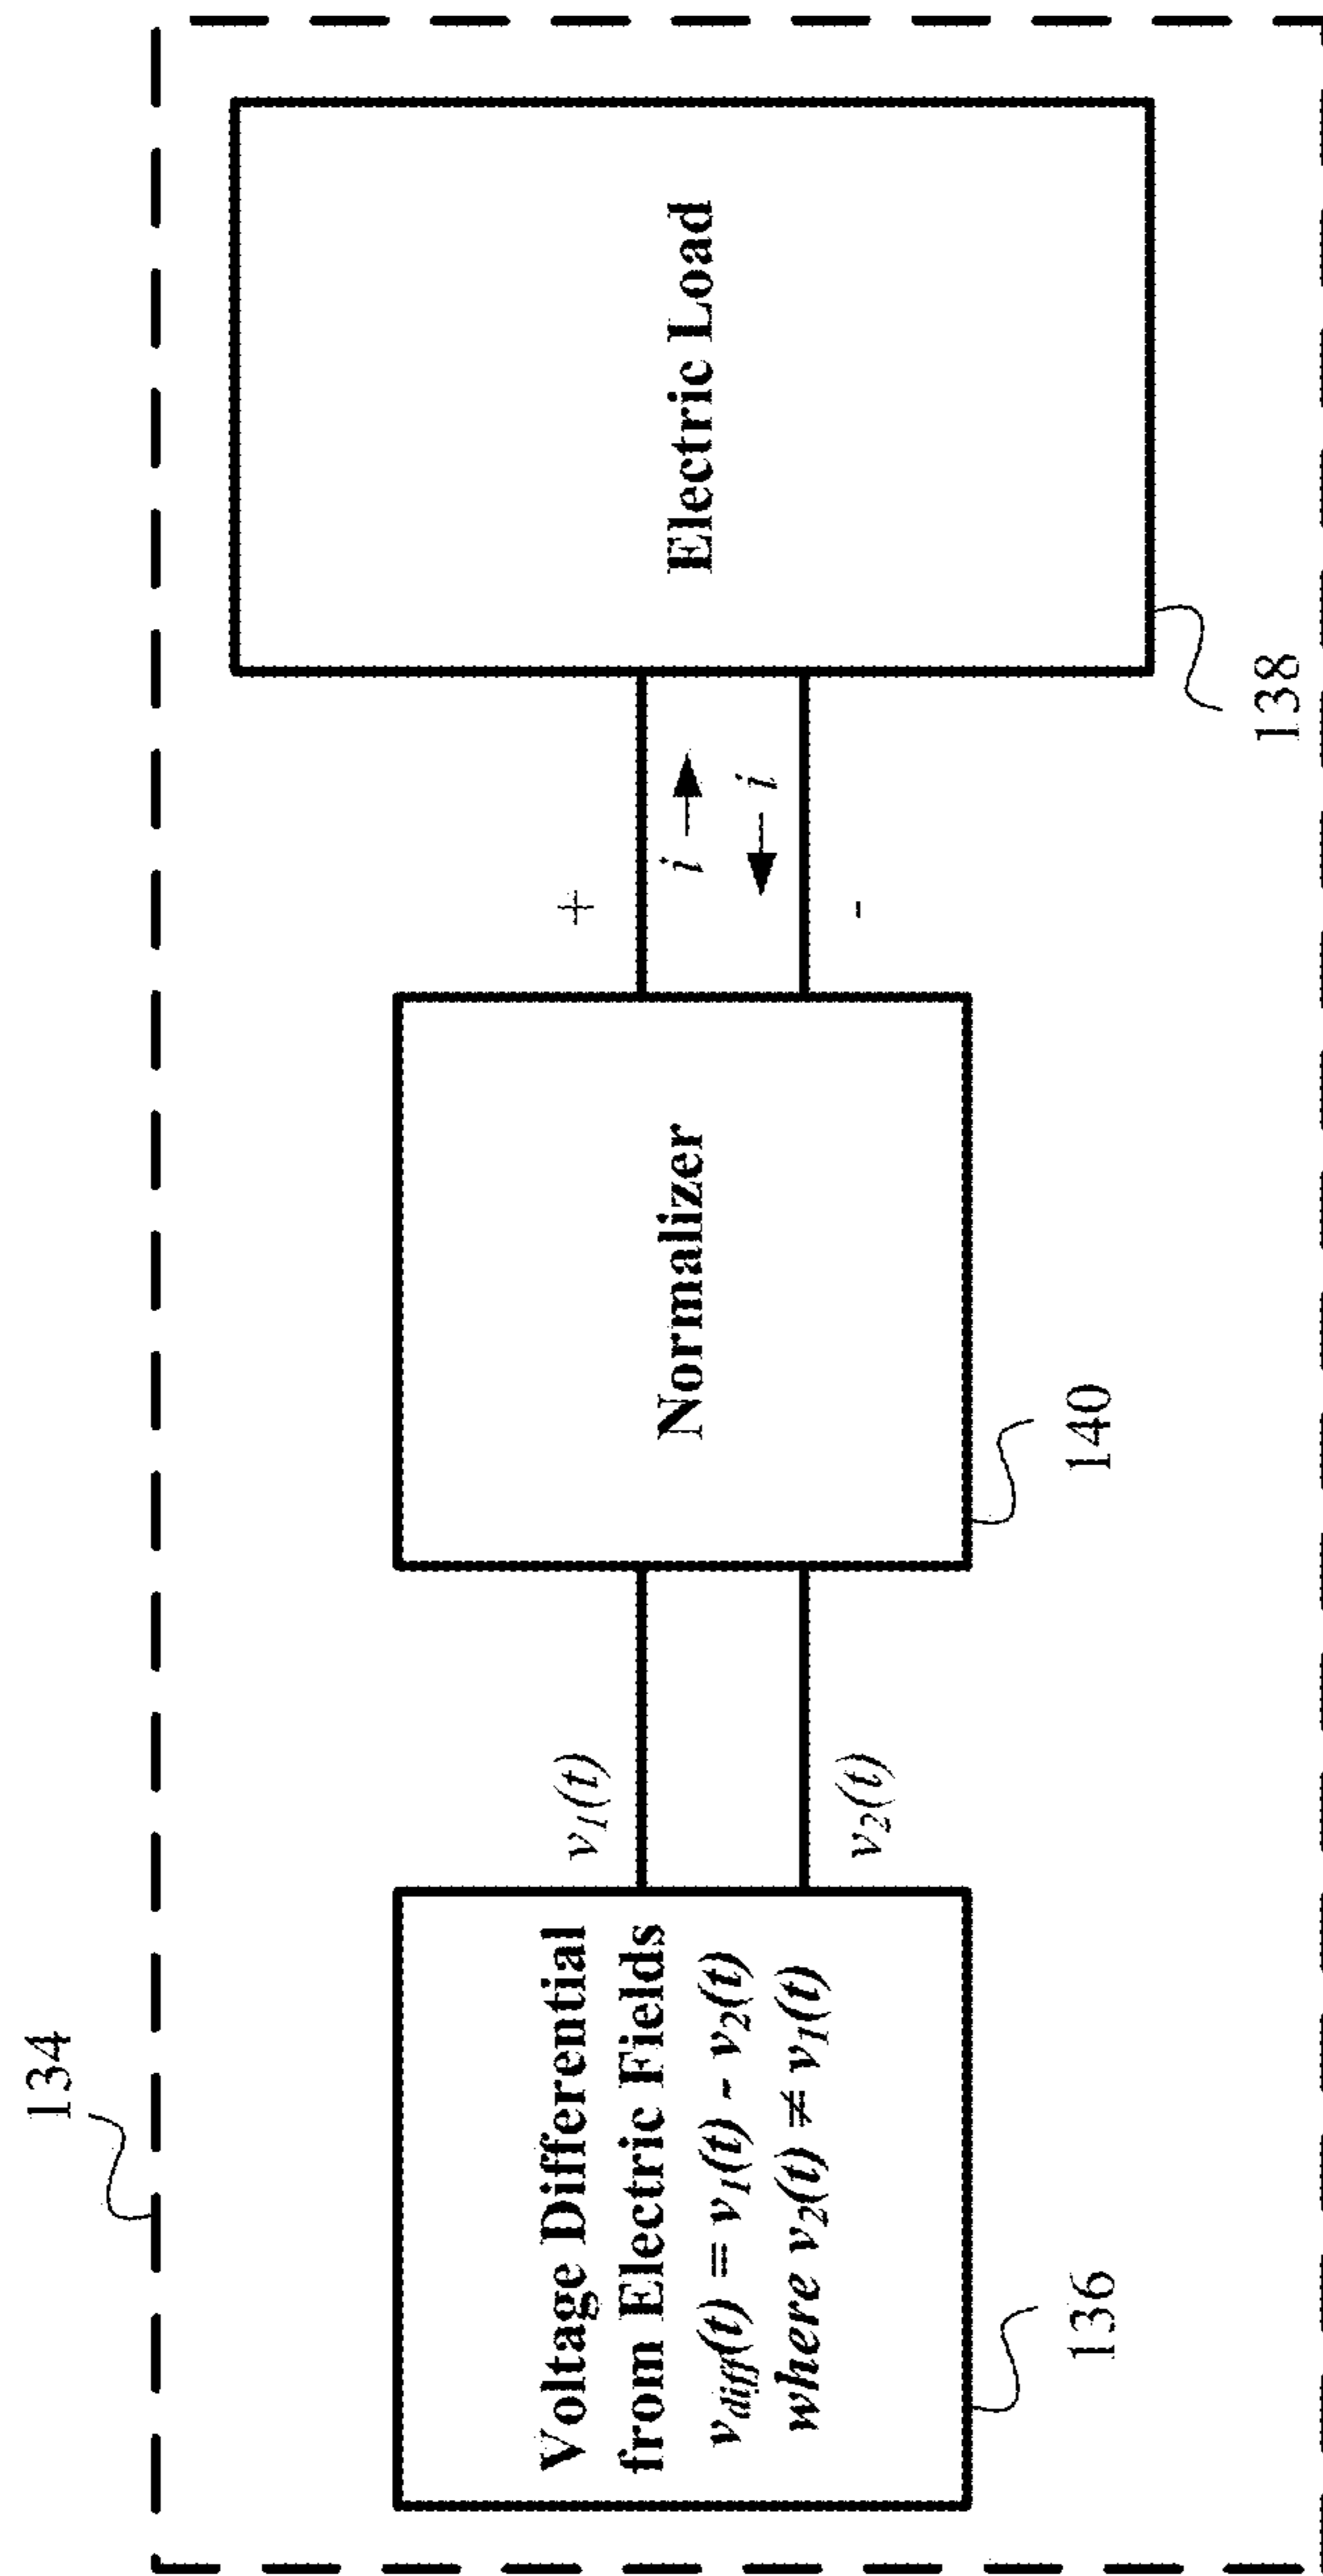 134
Voltage Differential
from Electric Fields
v_diff(t) = v_1(t) - v_2(t)
where v_2(t) ≠ v_1(t)
136
v_1(t)
v_2(t)
Normalizer
140
+
i
i
-
Electric Load
138